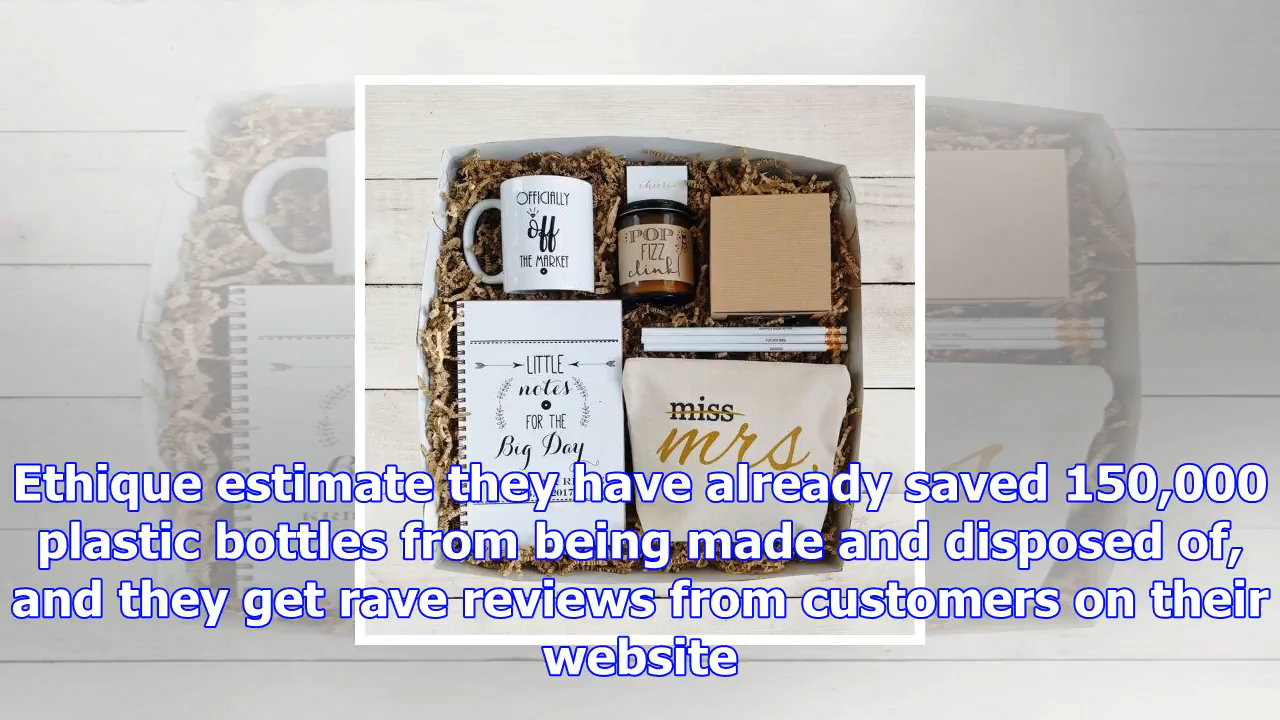 OFFICIALLY
off
THE MARKET
cheers
POP
FIZZ
clink!
LITTLE
notes
FOR THE
Big Day
2017
miss
mrs.
Ethique estimate they have already saved 150,000
plastic bottles from being made and disposed of,
and they get rave reviews from customers on their
website